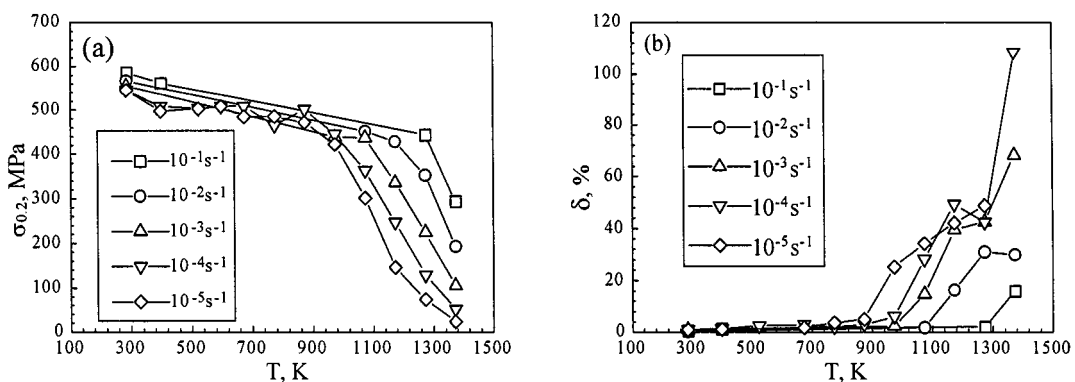 (a)
700
600
500
400
300
200
100
0
σ0.2, MPa
10⁻¹s⁻¹
10⁻²s⁻¹
10⁻³s⁻¹
10⁻⁴s⁻¹
10⁻⁵s⁻¹
100 300 500 700 900 1100 1300 1500
T, K
(b)
120
100
80
60
40
20
0
δ, %
10⁻¹s⁻¹
10⁻²s⁻¹
10⁻³s⁻¹
10⁻⁴s⁻¹
10⁻⁵s⁻¹
100 300 500 700 900 1100 1300 1500
T, K